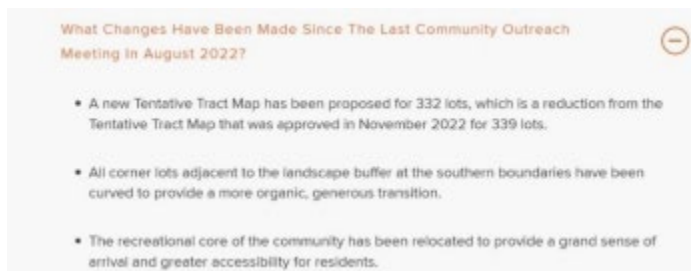 What Changes Have Been Made Since The Last Community Outreach
Meeting In August 2022?
• A new Tentative Tract Map has been proposed for 332 lots, which is a reduction from the
Tentative Tract Map that was approved in November 2022 for 339 lots.
• All corner lots adjacent to the landscape buffer at the southern boundaries have been
curved to provide a more organic, generous transition.
• The recreational core of the community has been relocated to provide a grand sense of
arrival and greater accessibility for residents.